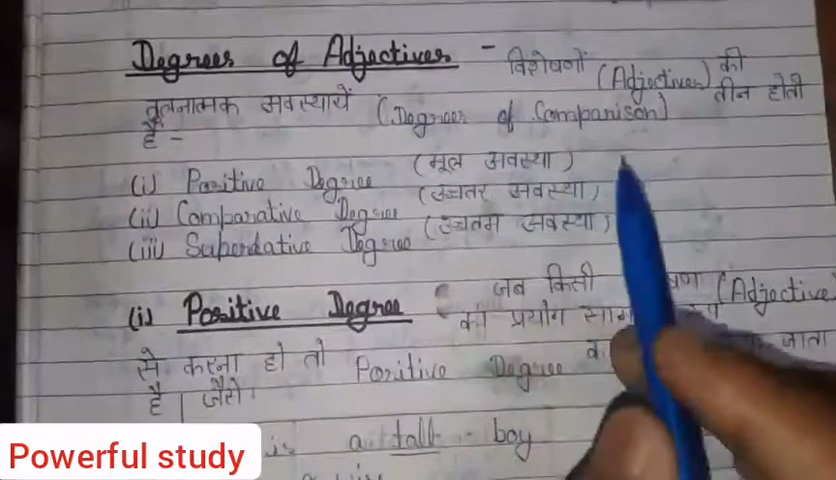 Degrees of Adjectives - विशेषणों (Adjectives) की
तुलनात्मक अवस्थायें (Degrees of Comparison) तीन होती
है -
(i) Positive Degree (मूल अवस्था)
(ii) Comparative Degree (उच्चतर अवस्था)
(iii) Superdative Degree (उच्चतम अवस्था)
(i) Positive Degree - जब किसी (Adjective
का प्रयोग
से करना हो तो Positive Degree जाता
है। जैसे
is a tall boy
Powerful study